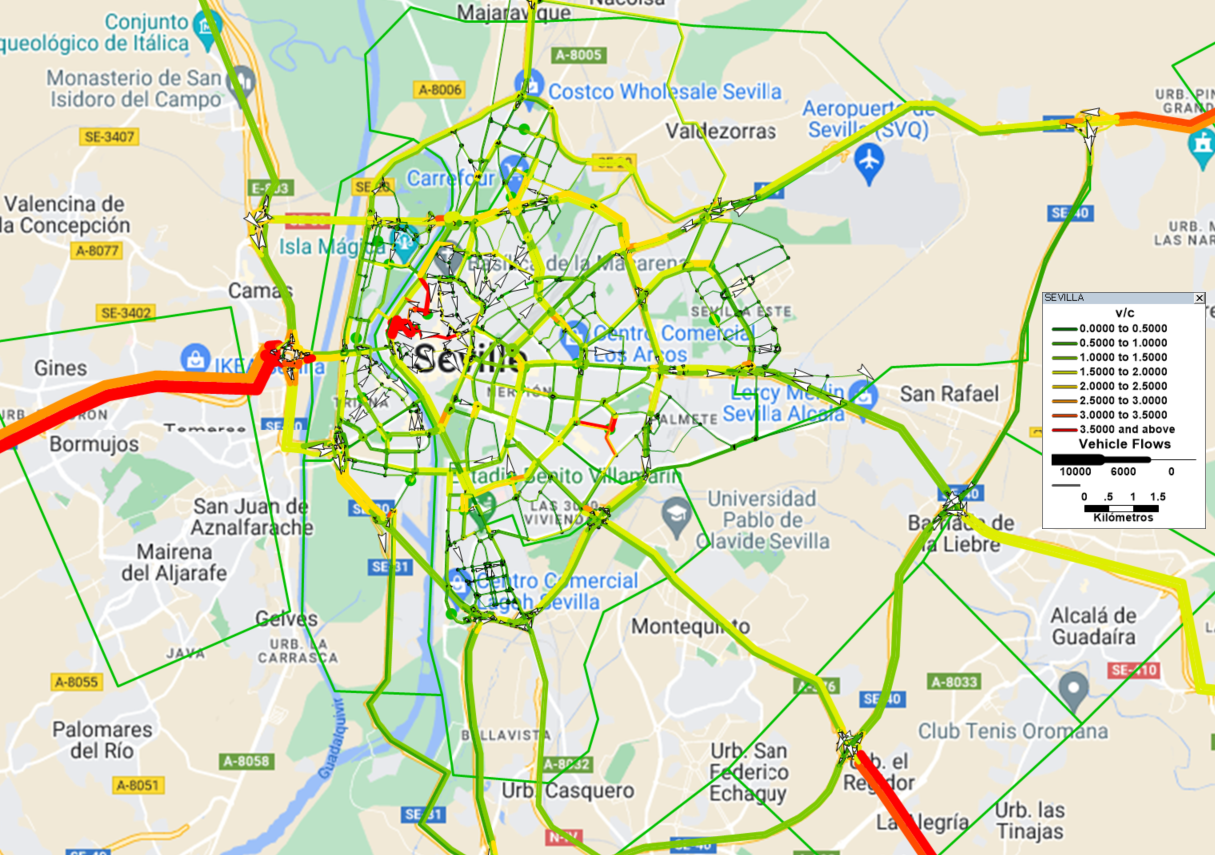 Nacoisa
Majaravique
Conjunto
queológico de Itálica
A-8005
Monasterio de San
Isidoro del Campo
A-8006
Costco Wholesale Sevilla
URB. PIN
GRAND
Aeropuerto de
Sevilla (SVQ)
SE-3407
Valdezorras
SE-20
Carrefour
E-803
SE-30
Valencina de
la Concepción
SE-40
URB. M
LAS NAR
Isla Mágica
A-8077
Basílica de la Macarena
Camas
SE-3402
SEVILLA ESTE
Centro Comercial
Los Arcos
Gines
IKEA Sevilla
Sevilla
NERVIÓN
Lercy Merlin
Sevilla Alcalá
San Rafael
TRIANA
PALMETE
Bormujos
Tomares
SE-30
Estadio Benito Villamarín
San Juan de
Aznalfarache
LAS 3000
VIVIENDAS
Universidad
Pablo de
Olavide Sevilla
Barriada de
la Liebre
Mairena
del Aljarafe
SE-31
Centro Comercial
Lagoh Sevilla
Gelves
Montequinto
Alcalá de
Guadaíra
URB. LA
CARRASCA
JAVA
A-8055
A-376
SE-40
A-8033
SE-410
Club Tenis Oromana
Guadalquivir
Palomares
del Río
BELLAVISTA
A-8058
A-8032
Urb. San
Federico
Echaguy
Urb. el
Regidor
A-8051
Urb. Casquero
SE-31
La Alegría
Urb. las
Tinajas
N-IV
SE-40
SE-40
SEVILLA
v/c
0.0000 to 0.5000
0.5000 to 1.0000
1.0000 to 1.5000
1.5000 to 2.0000
2.0000 to 2.5000
2.5000 to 3.0000
3.0000 to 3.5000
3.5000 and above
Vehicle Flows
10000 6000 0
0 .5 1 1.5
Kilómetros